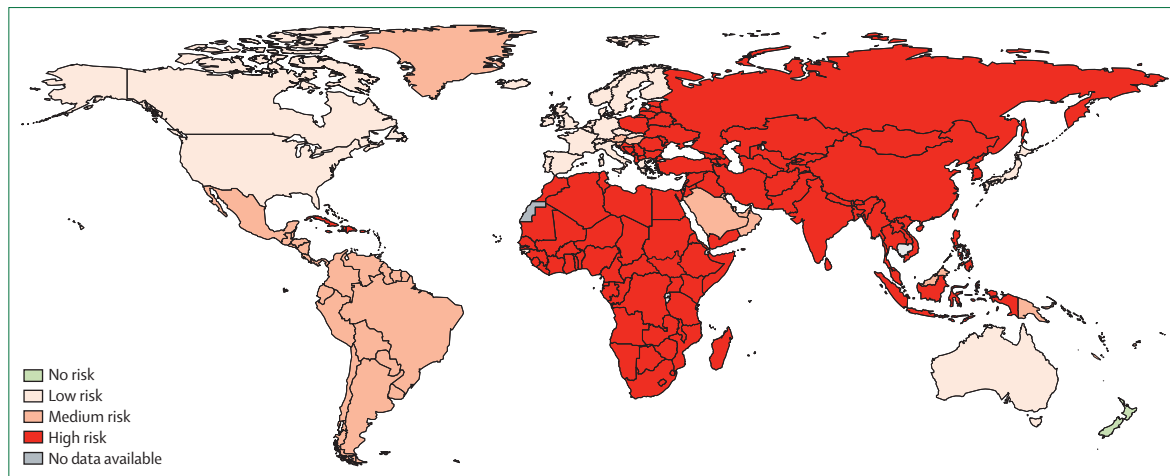 No risk
Low risk
Medium risk
High risk
No data available